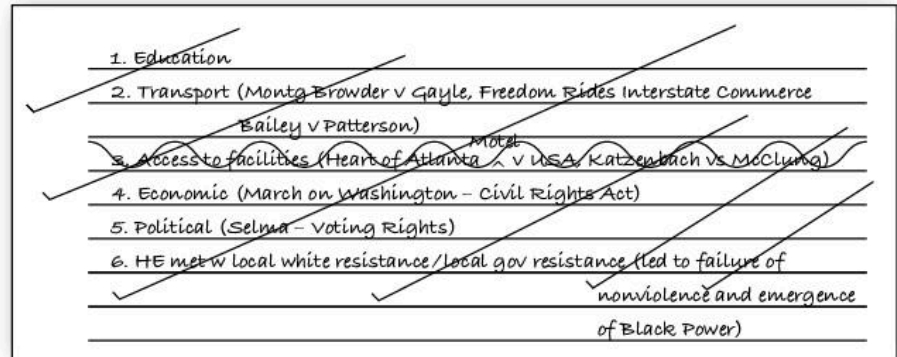 1. Education
2. Transport (Montg Browder v Gayle, Freedom Rides Interstate Commerce
Bailey v Patterson)
3. Access to facilities (Heart of Atlanta ^ Motel v USA, Katzenbach vs McClung)
4. Economic (March on Washington – Civil Rights Act)
5. Political (Selma – Voting Rights)
6. HE met w local white resistance/local gov resistance (led to failure of
nonviolence and emergence
of Black Power)